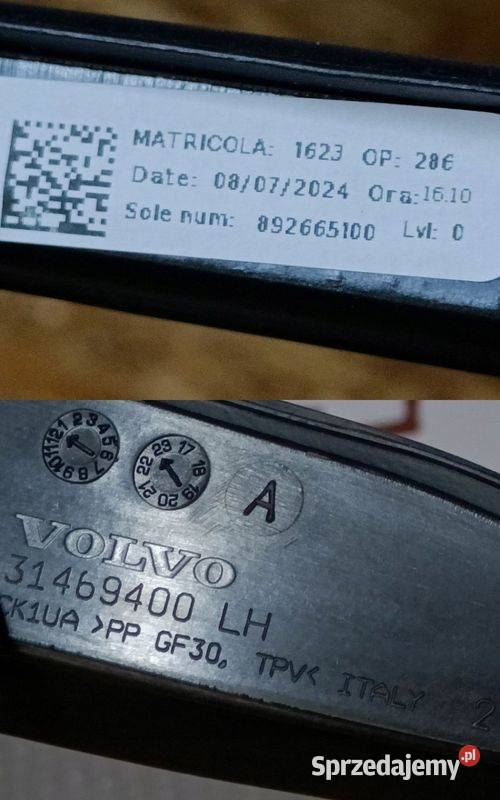 MATRICOLA: 1623 OP: 286
Date: 08/07/2024 Ora:16.10
Sole num: 892665100 Lvl: 0
1 2 3 4 5 6 7 8 9 10 11 12
17 18 19 20 21 22 23
A
VOLVO
31469400 LH
CK1UA >PP GF30, TPV< ITALY 2
Sprzedajemy.pl